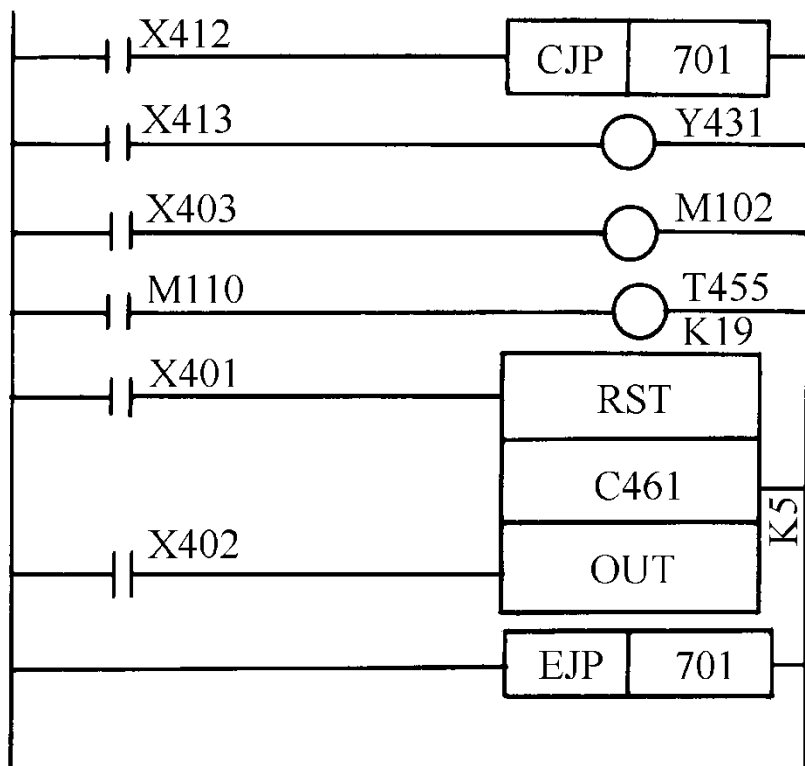 X412
CJP 701
X413
Y431
X403
M102
M110
T455
K19
X401
RST
C461
K5
X402
OUT
EJP 701